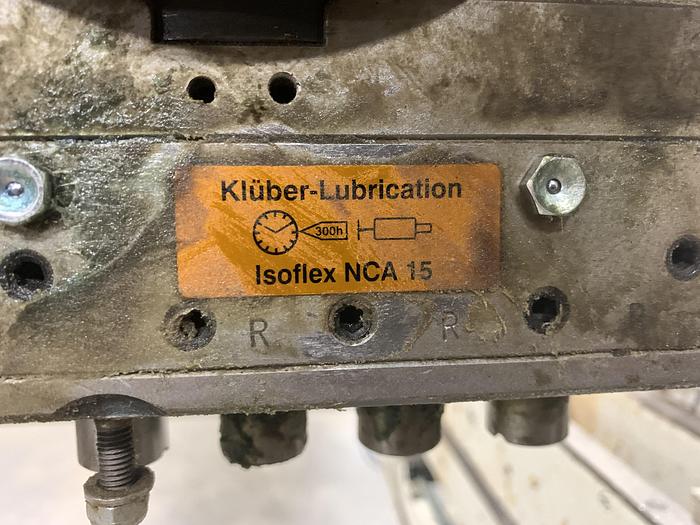 Klüber-Lubrication
300h
Isoflex NCA 15
R R